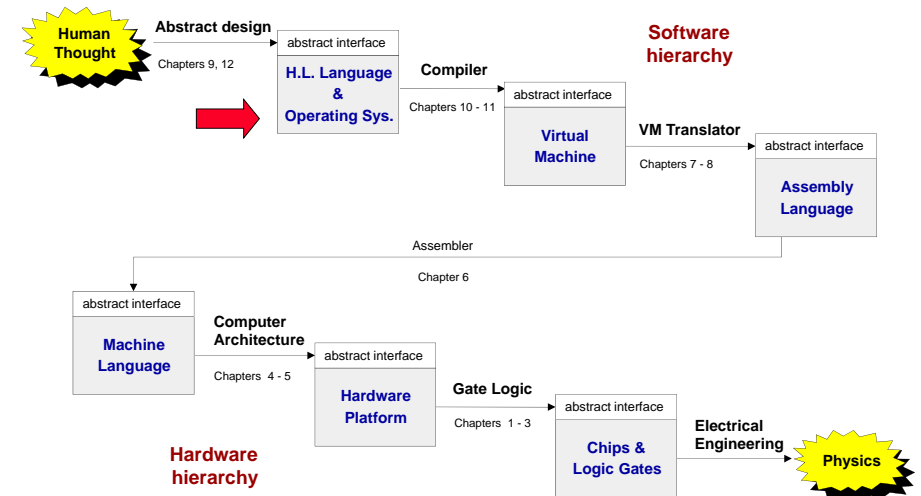 Human
Thought
Abstract design
Chapters 9, 12
abstract interface
H.L. Language
&
Operating Sys.
Software
hierarchy
Compiler
Chapters 10 - 11
abstract interface
Virtual
Machine
VM Translator
Chapters 7 - 8
abstract interface
Assembly
Language
Assembler
Chapter 6
abstract interface
Machine
Language
Computer
Architecture
Chapters 4 - 5
abstract interface
Hardware
Platform
Gate Logic
Chapters 1 - 3
abstract interface
Chips &
Logic Gates
Electrical
Engineering
Physics
Hardware
hierarchy